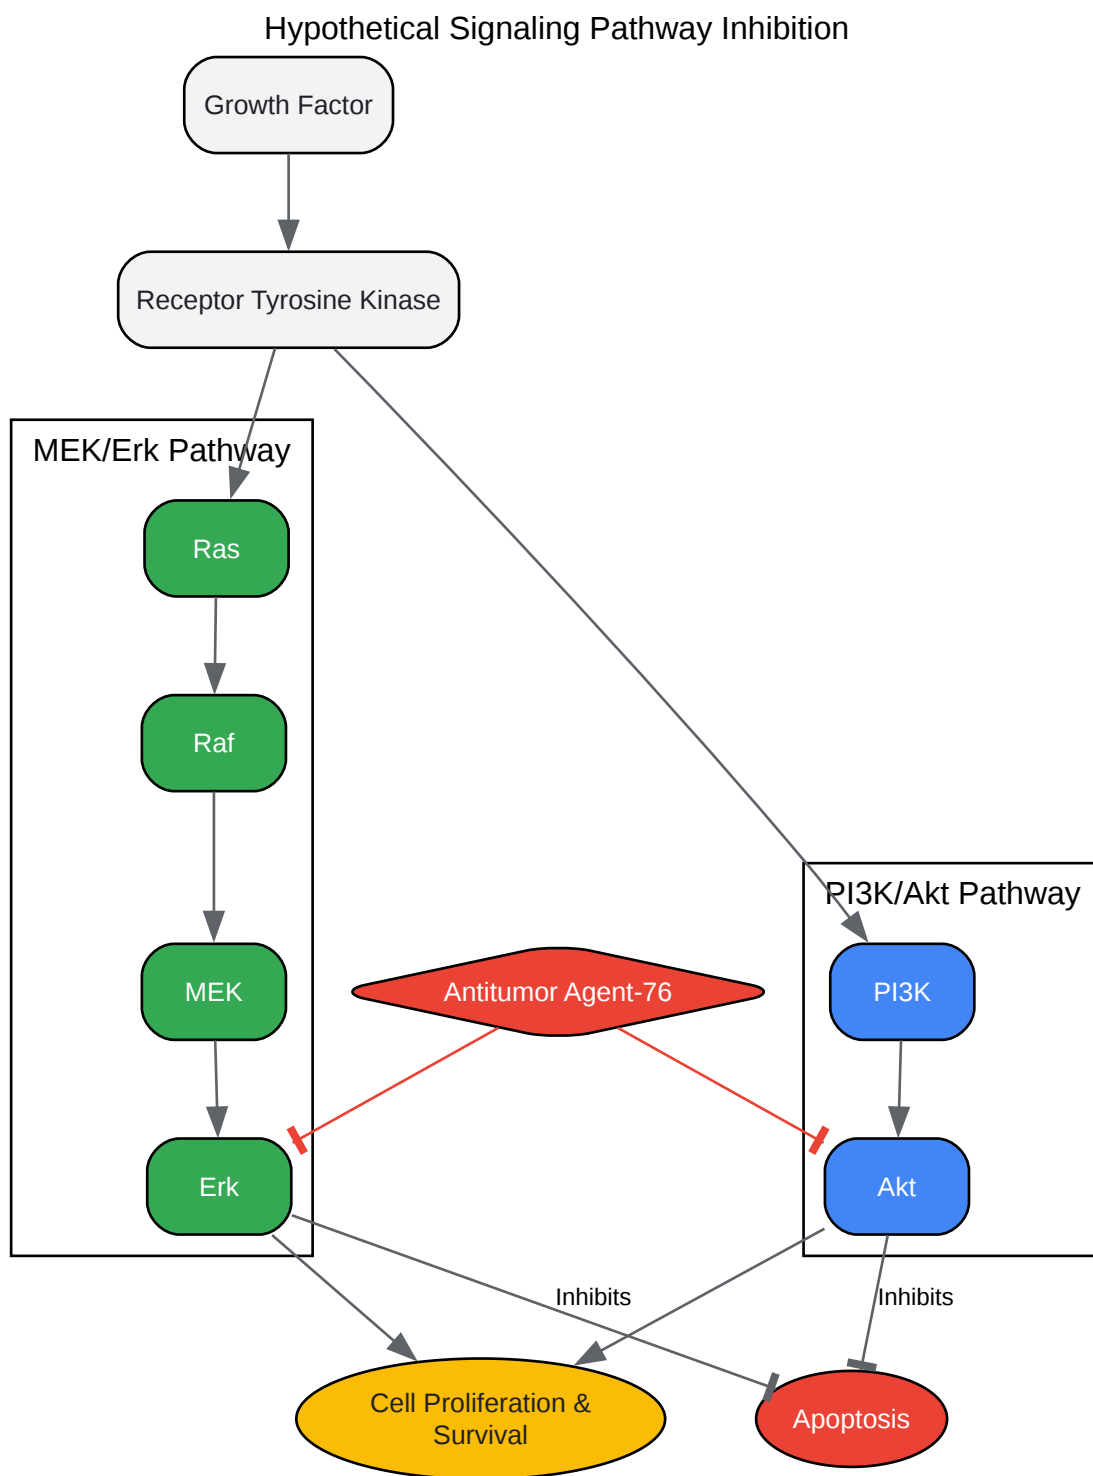 Hypothetical Signaling Pathway Inhibition
Growth Factor
Receptor Tyrosine Kinase
MEK/Erk Pathway
Ras
Raf
PI3K/Akt Pathway
MEK
Antitumor Agent-76
PI3K
Erk
Akt
Inhibits
Inhibits
Cell Proliferation &
Survival
Apoptosis